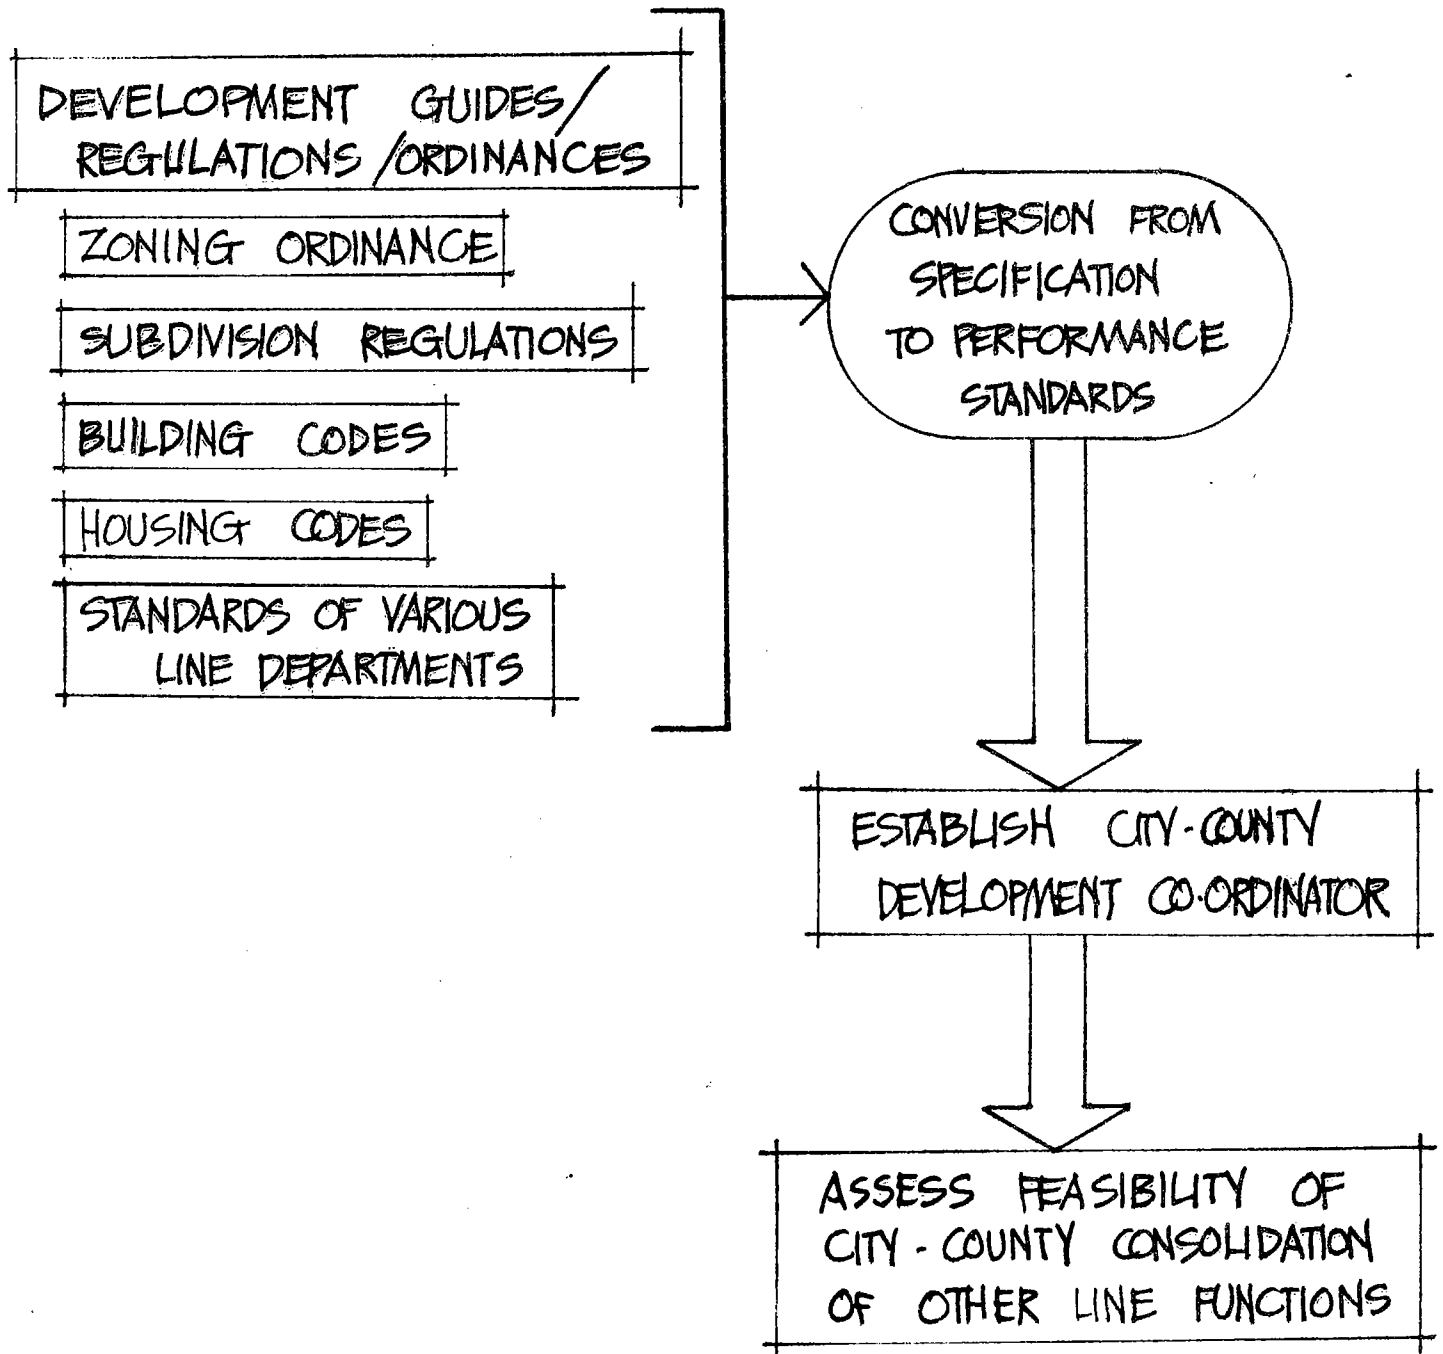 DEVELOPMENT GUIDES/
REGULATIONS/ORDINANCES
ZONING ORDINANCE
SUBDIVISION REGULATIONS
BUILDING CODES
HOUSING CODES
STANDARDS OF VARIOUS
LINE DEPARTMENTS
CONVERSION FROM
SPECIFICATION
TO PERFORMANCE
STANDARDS
ESTABLISH CITY-COUNTY
DEVELOPMENT CO-ORDINATOR
ASSESS FEASIBILITY OF
CITY-COUNTY CONSOLIDATION
OF OTHER LINE FUNCTIONS